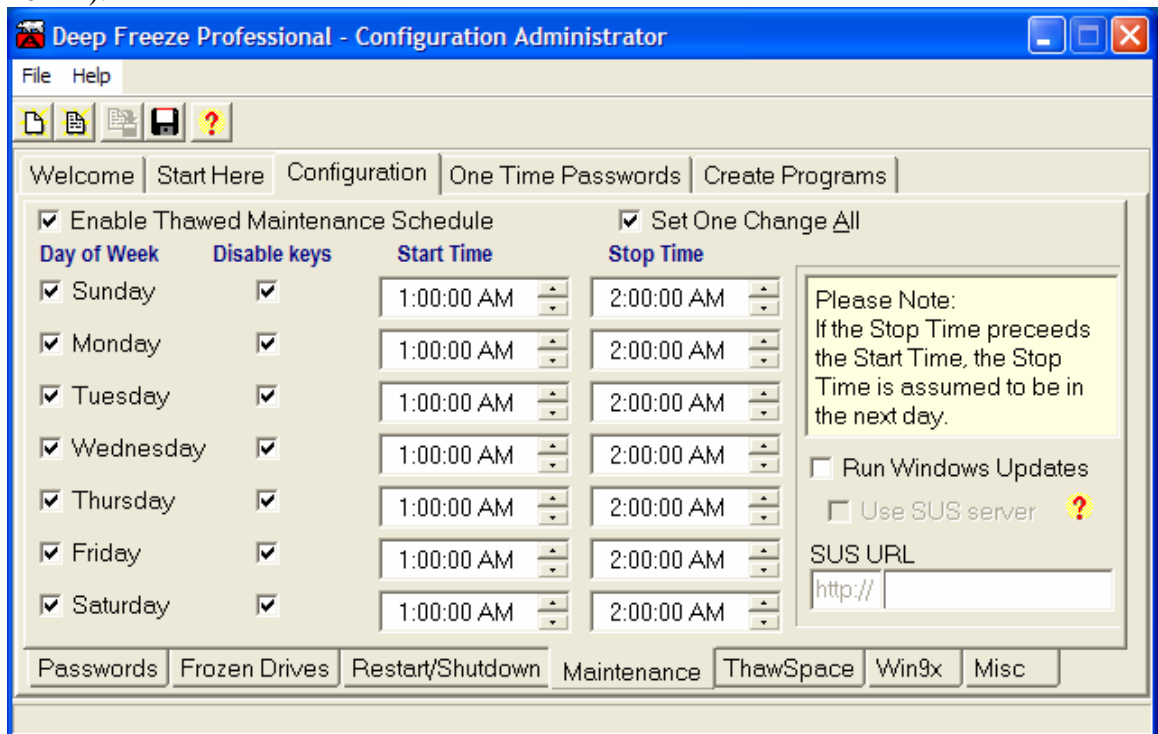 Deep Freeze Professional - Configuration Administrator
File Help
Welcome Start Here Configuration One Time Passwords Create Programs
Enable Thawed Maintenance Schedule Set One Change All
Day of Week Disable keys Start Time Stop Time
Sunday 1:00:00 AM 2:00:00 AM
Monday 1:00:00 AM 2:00:00 AM
Tuesday 1:00:00 AM 2:00:00 AM
Wednesday 1:00:00 AM 2:00:00 AM
Thursday 1:00:00 AM 2:00:00 AM
Friday 1:00:00 AM 2:00:00 AM
Saturday 1:00:00 AM 2:00:00 AM
Please Note:
If the Stop Time preceeds
the Start Time, the Stop
Time is assumed to be in
the next day.
Run Windows Updates
Use SUS server ?
SUS URL
http://
Passwords Frozen Drives Restart/Shutdown Maintenance ThawSpace Win9x Misc